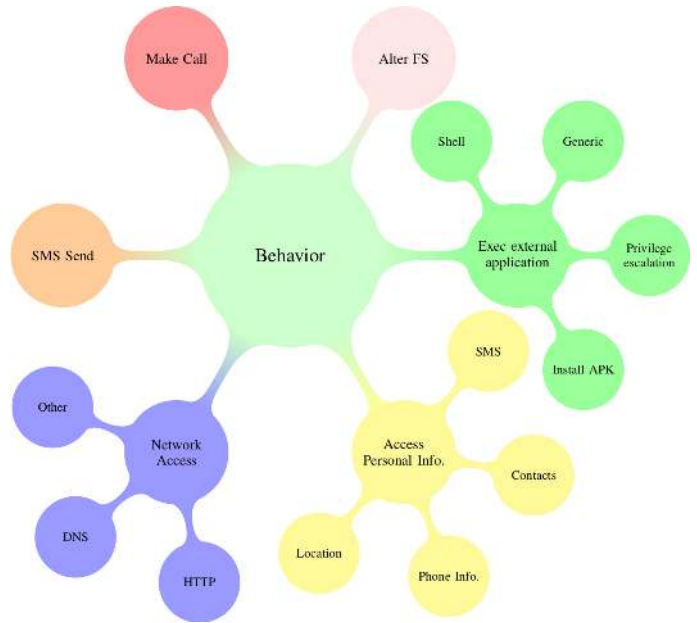 Make Call
Alter FS
Shell
Generic
SMS Send
Behavior
Exec external
application
Privilege
escalation
Install APK
SMS
Other
Network
Access
Access
Personal Info.
Contacts
DNS
HTTP
Location
Phone Info.